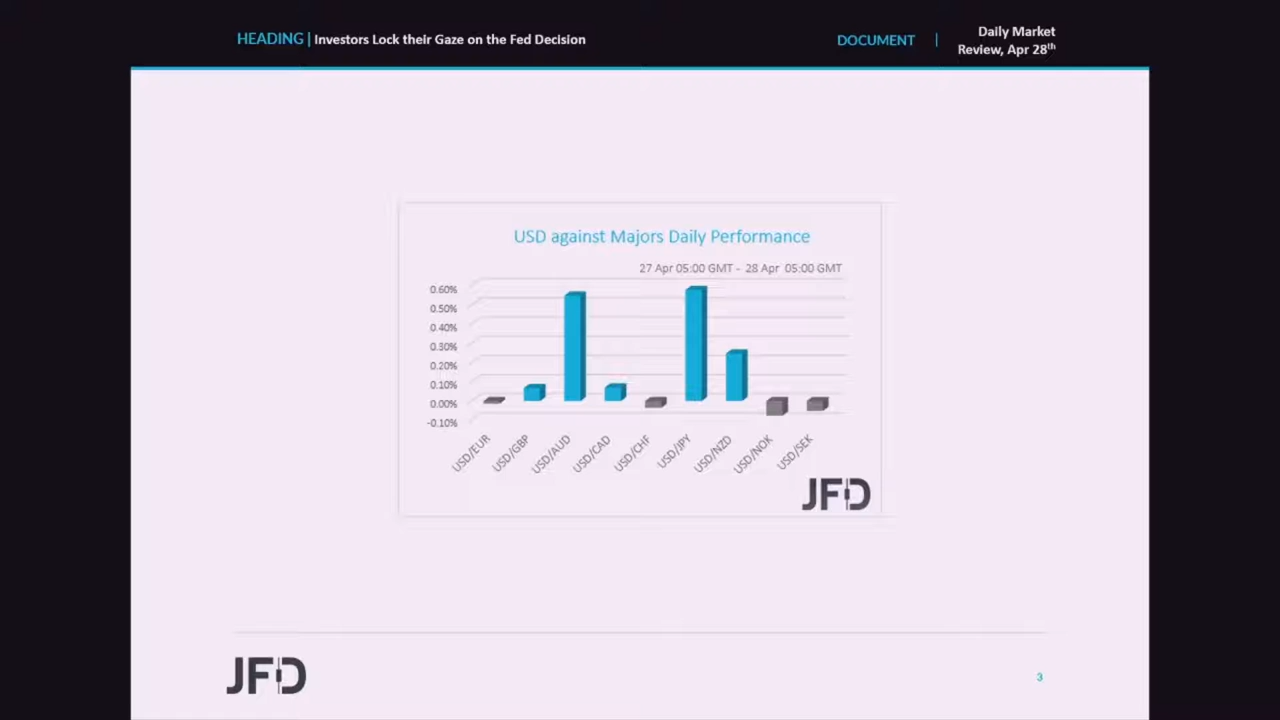 HEADING | Investors Lock their Gaze on the Fed Decision
DOCUMENT | Daily Market
Review, Apr 28th
USD against Majors Daily Performance
27 Apr 05:00 GMT - 28 Apr 05:00 GMT
0.60%
0.50%
0.40%
0.30%
0.20%
0.10%
0.00%
-0.10%
USD/EUR USD/GBP USD/AUD USD/CAD USD/CHF USD/JPY USD/NZD USD/NOK USD/SEK
JFD
JFD
3